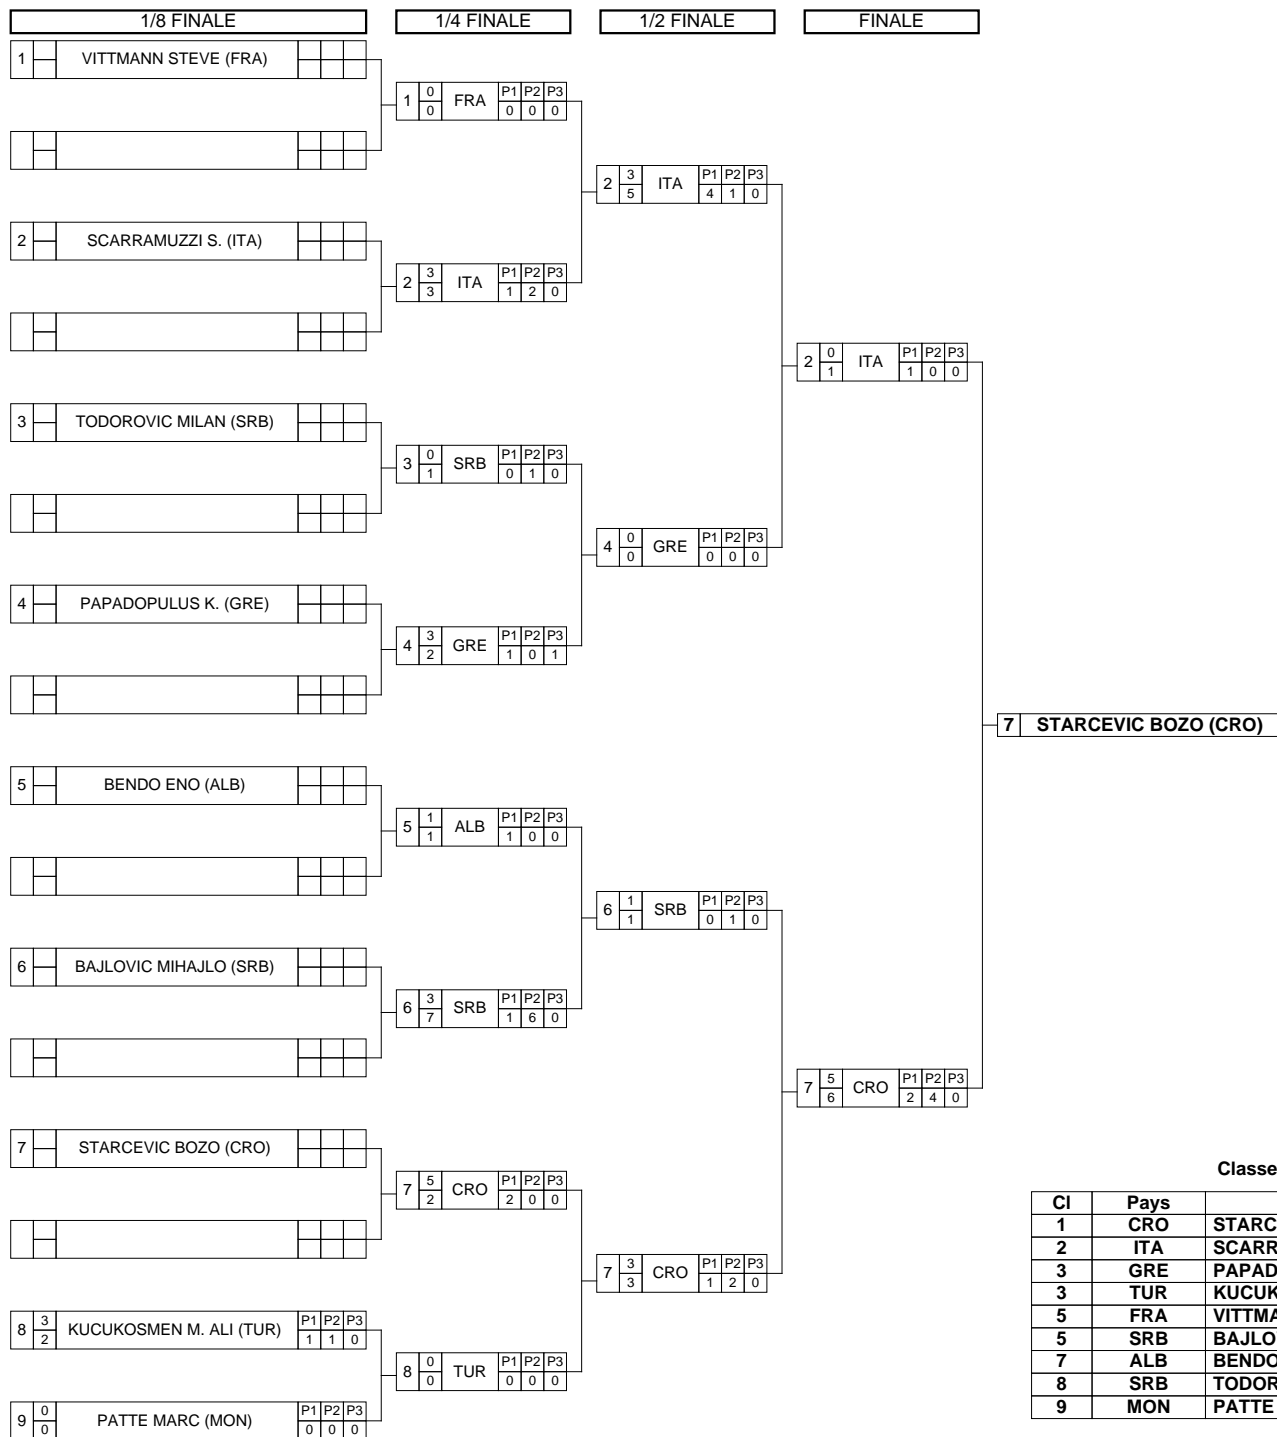 1/8 FINALE 1/4 FINALE 1/2 FINALE FINALE
1 VITTMANN STEVE (FRA)
1 0 0 FRA P1 P2 P3 0 0 0
2 3 5 ITA P1 P2 P3 4 1 0
2 SCARRAMUZZI S. (ITA)
2 3 3 ITA P1 P2 P3 1 2 0
2 0 1 ITA P1 P2 P3 1 0 0
3 TODOROVIC MILAN (SRB)
3 0 1 SRB P1 P2 P3 0 1 0
4 0 0 GRE P1 P2 P3 0 0 0
4 PAPADOPULUS K. (GRE)
4 3 2 GRE P1 P2 P3 1 0 1
7 STARCEVIC BOZO (CRO)
5 BENDO ENO (ALB)
5 1 1 ALB P1 P2 P3 1 0 0
6 1 1 SRB P1 P2 P3 0 1 0
6 BAJLOVIC MIHAJLO (SRB)
6 3 7 SRB P1 P2 P3 1 6 0
7 5 6 CRO P1 P2 P3 2 4 0
7 STARCEVIC BOZO (CRO)
7 5 2 CRO P1 P2 P3 2 0 0
7 3 3 CRO P1 P2 P3 1 2 0
8 3 2 KUCUKOSMEN M. ALI (TUR) P1 P2 P3 1 1 0
8 0 0 TUR P1 P2 P3 0 0 0
9 0 0 PATTE MARC (MON) P1 P2 P3 0 0 0
Classe
Cl Pays
1 CRO STARC
2 ITA SCARR
3 GRE PAPAD
3 TUR KUCUK
5 FRA VITTMA
5 SRB BAJLO
7 ALB BENDO
8 SRB TODOR
9 MON PATTE